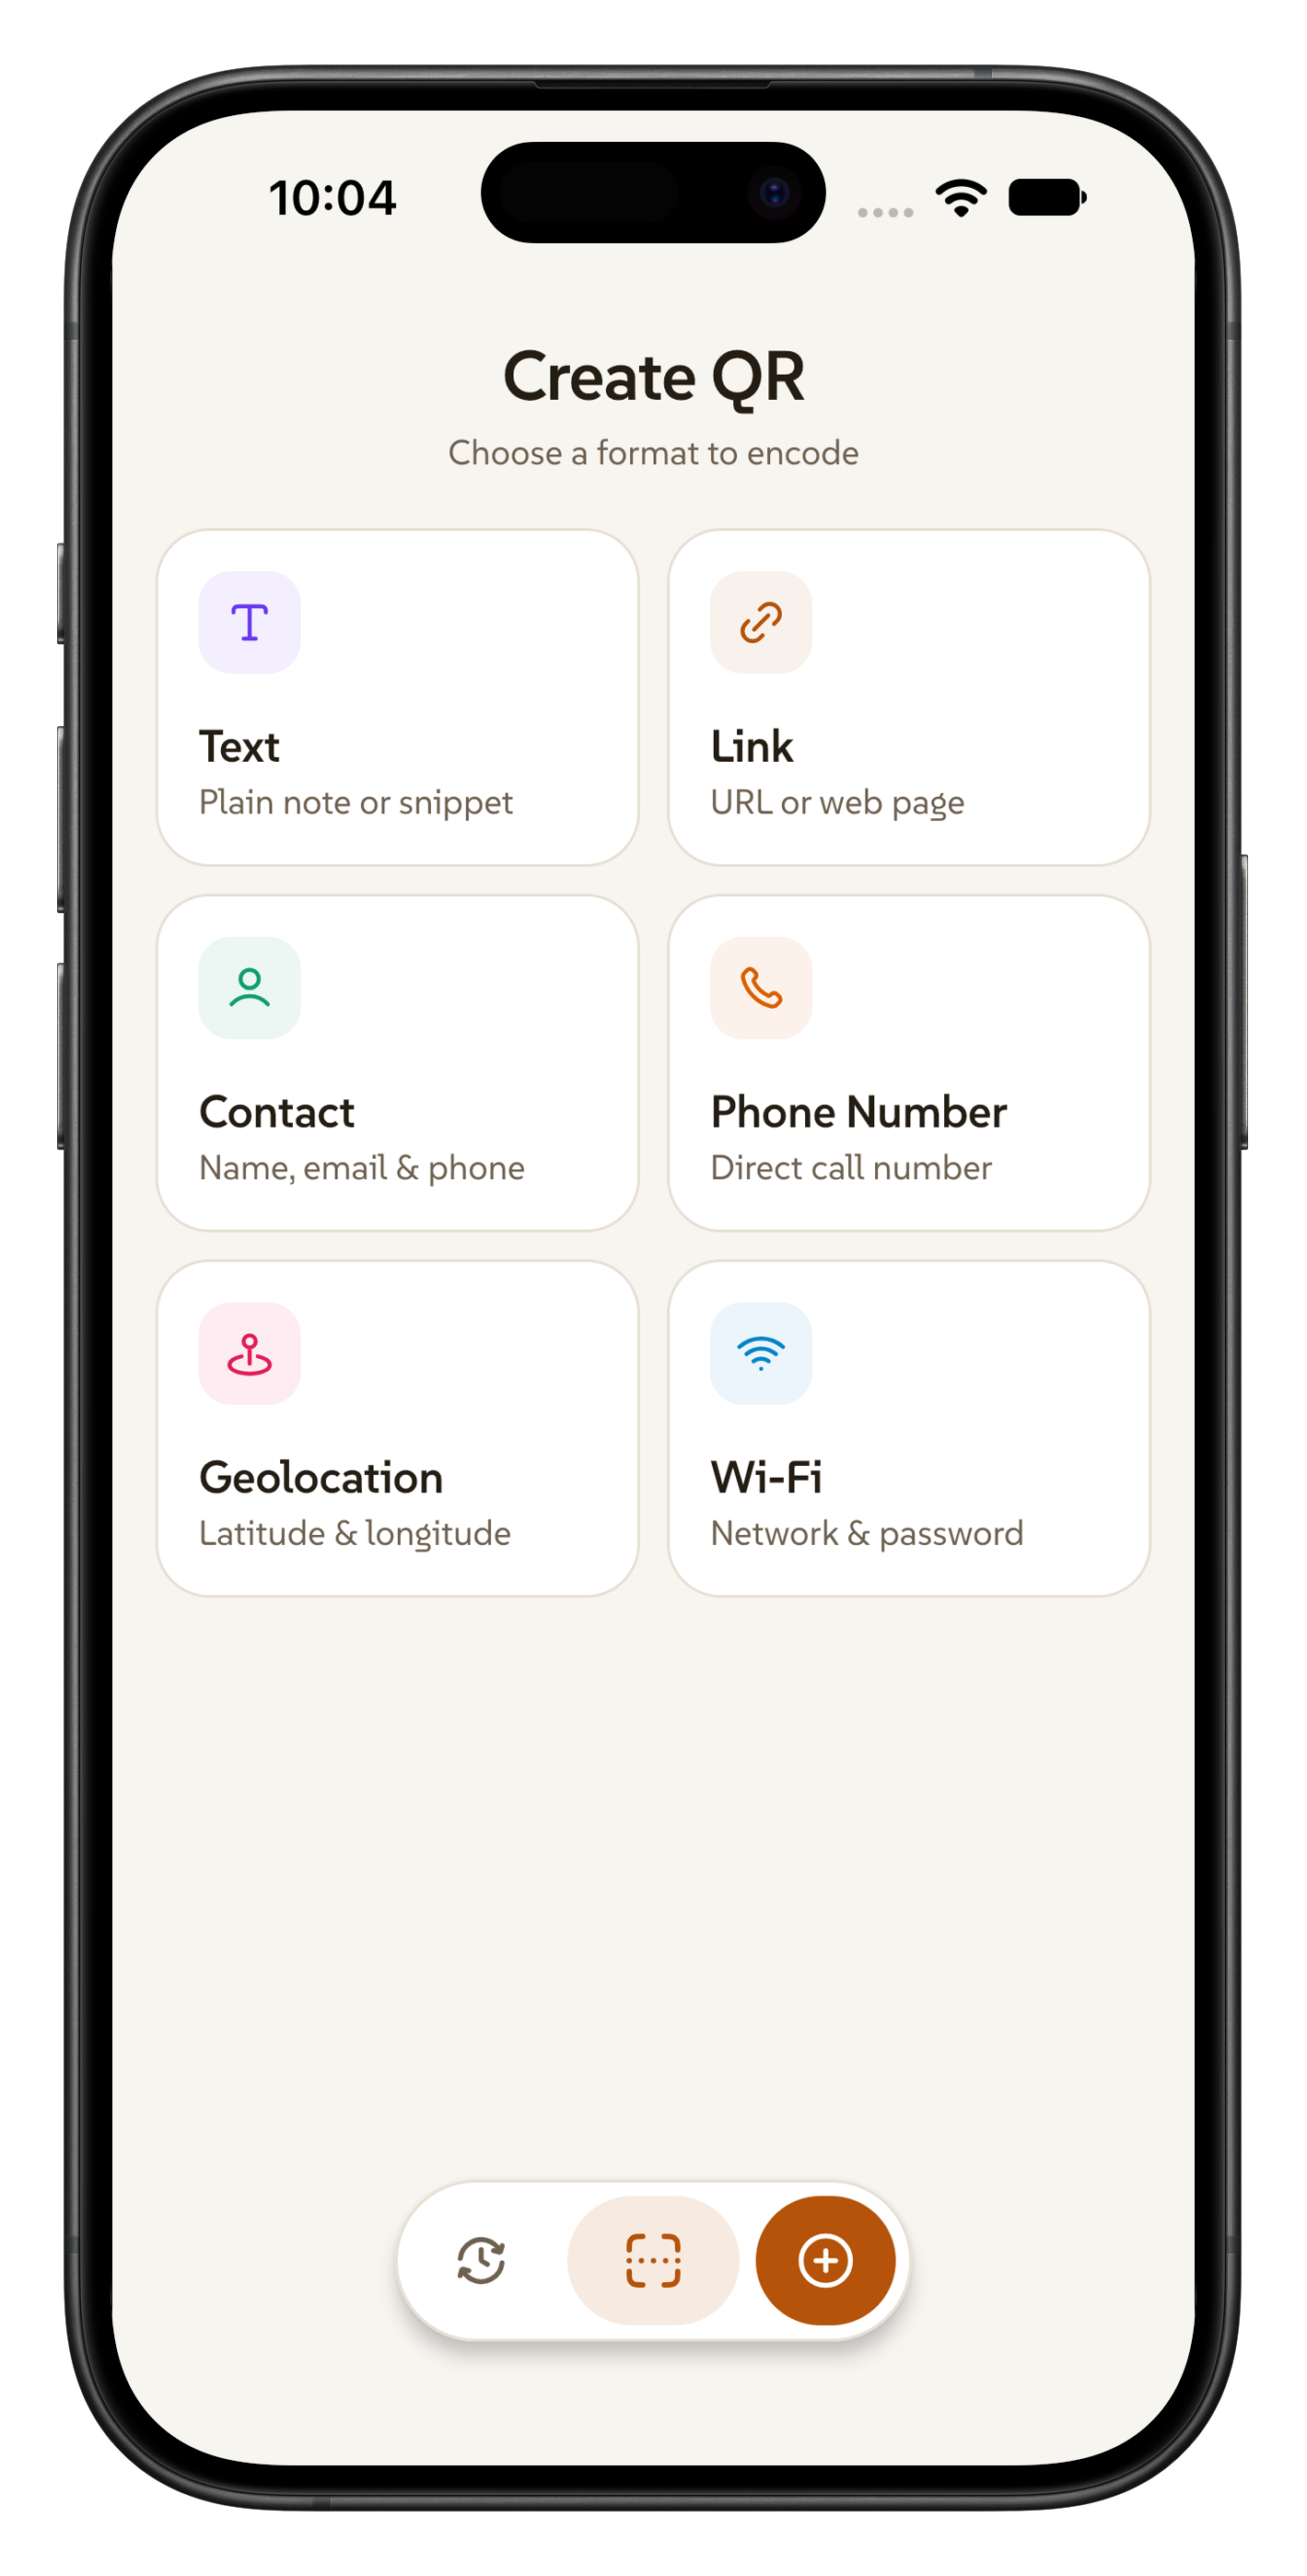 10:04
Create QR
Choose a format to encode
Text
Plain note or snippet
Link
URL or web page
Contact
Name, email & phone
Phone Number
Direct call number
Geolocation
Latitude & longitude
Wi-Fi
Network & password